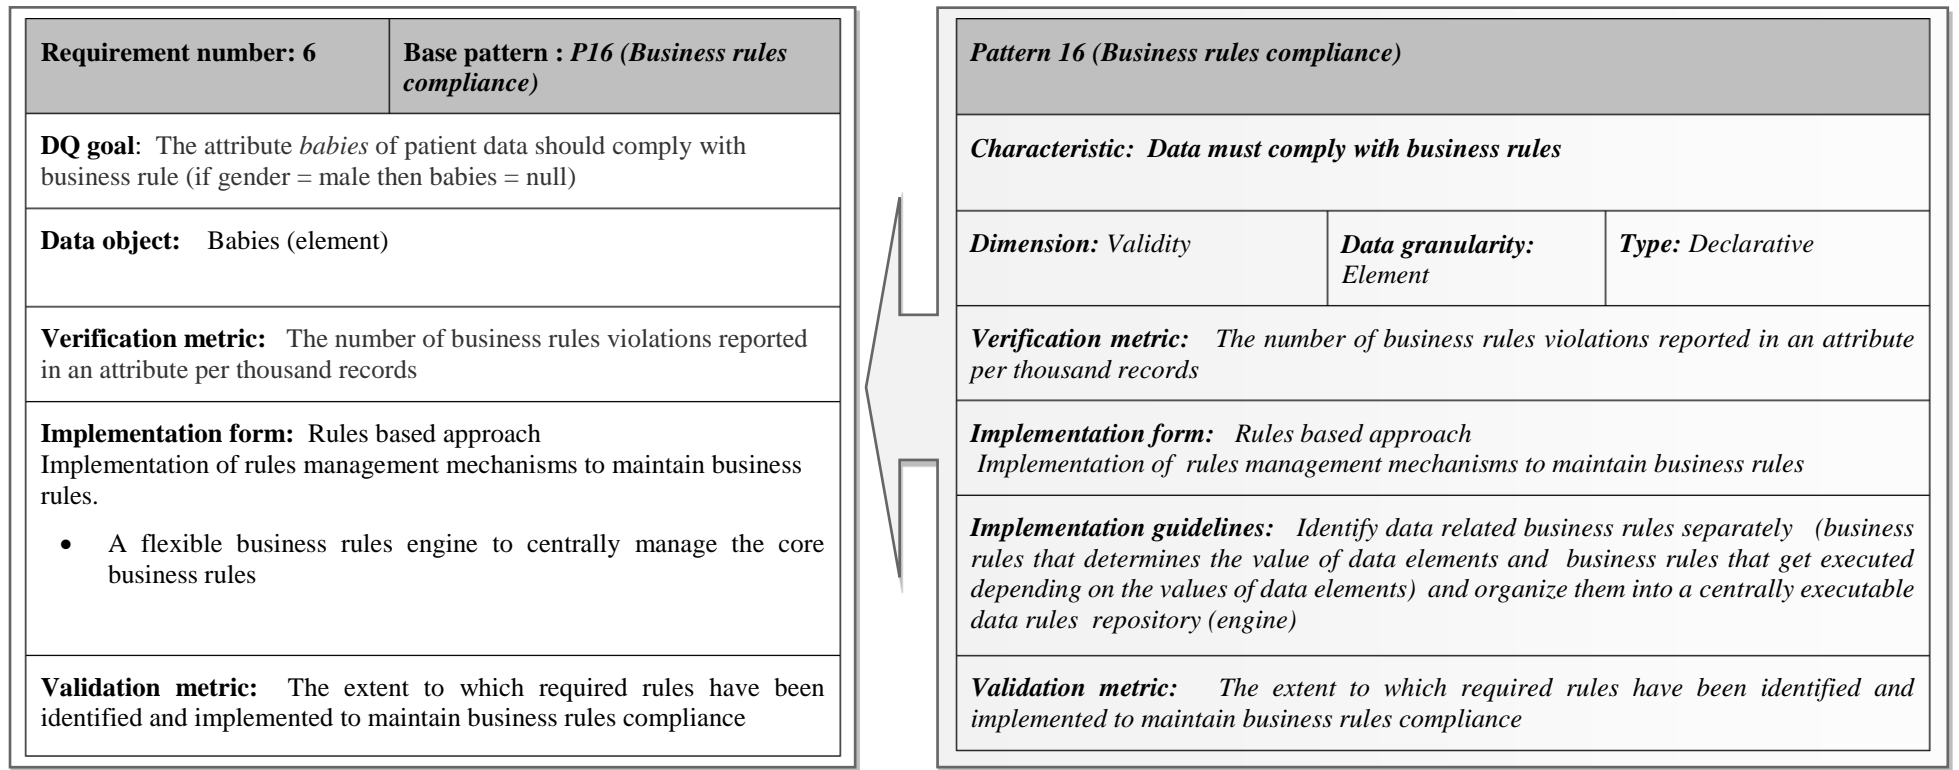 Requirement number: 6
Base pattern : P16 (Business rules
compliance)
DQ goal:  The attribute babies of patient data should comply with
business rule (if gender = male then babies = null)
Data object:    Babies (element)
Verification metric:   The number of business rules violations reported
in an attribute per thousand records
Implementation form:  Rules based approach
Implementation of rules management mechanisms to maintain business
rules.
• A flexible business rules engine to centrally manage the core
business rules
Validation metric:  The extent to which required rules have been
identified and implemented to maintain business rules compliance
Pattern 16 (Business rules compliance)
Characteristic:  Data must comply with business rules
Dimension: Validity
Data granularity:
Element
Type: Declarative
Verification metric:   The number of business rules violations reported in an attribute
per thousand records
Implementation form:   Rules based approach
Implementation of  rules management mechanisms to maintain business rules
Implementation guidelines:   Identify data related business rules separately   (business
rules that determines the value of data elements and  business rules that get executed
depending on the values of data elements)  and organize them into a centrally executable
data rules  repository (engine)
Validation metric:   The extent to which required rules have been identified and
implemented to maintain business rules compliance